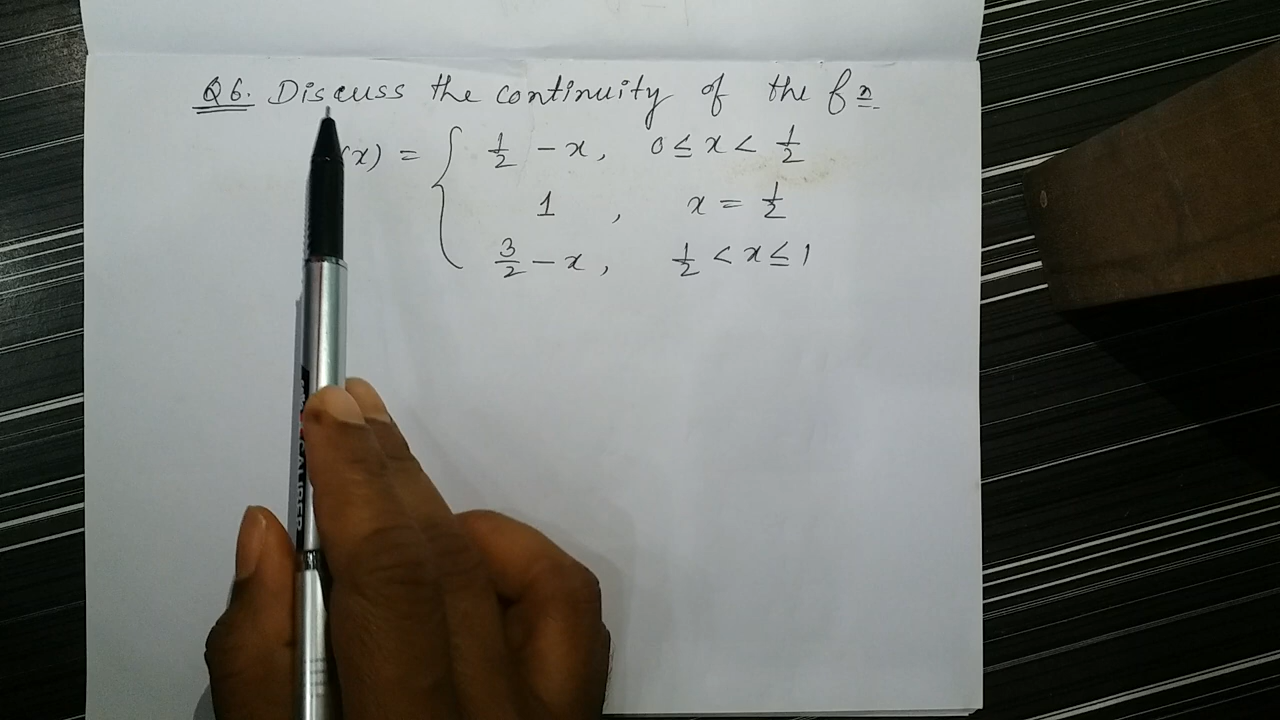 Q6. Discuss the continuity of the fn
(x) = { 1/2 - x, 0 ≤ x < 1/2
1 , x = 1/2
3/2 - x, 1/2 < x ≤ 1